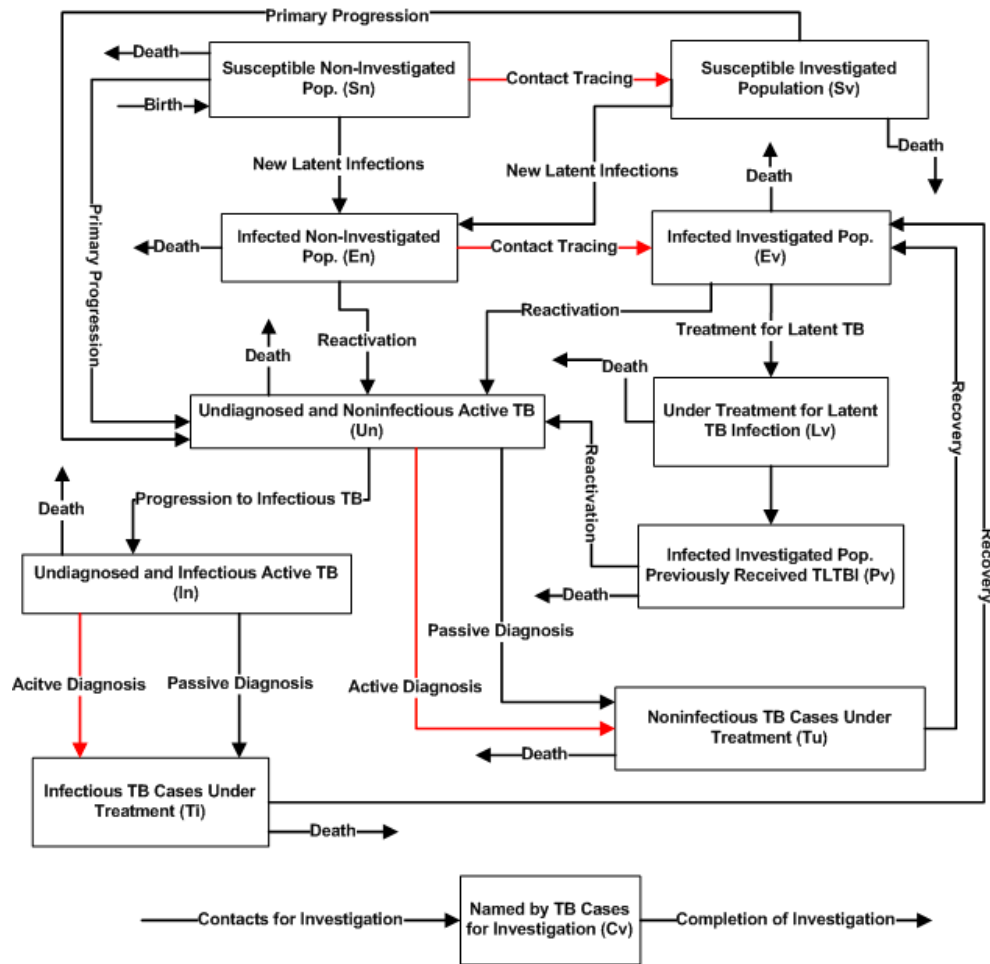 Primary Progression
Death
Susceptible Non-Investigated
Pop. (Sn)
Contact Tracing
Susceptible Investigated
Population (Sv)
Birth
Death
New Latent Infections
New Latent Infections
Death
Primary Progression
Infected Non-Investigated
Pop. (En)
Death
Contact Tracing
Infected Investigated Pop.
(Ev)
Reactivation
Reactivation
Treatment for Latent TB
Death
Death
Undiagnosed and Noninfectious Active TB
(Un)
Under Treatment for Latent
TB Infection (Lv)
Recovery
Reactivation
Progression to Infectious TB
Death
Undiagnosed and Infectious Active TB
(In)
Infected Investigated Pop.
Previously Received TLTBI (Pv)
Death
Recovery
Passive Diagnosis
Acitve Diagnosis
Passive Diagnosis
Active Diagnosis
Noninfectious TB Cases Under
Treatment (Tu)
Death
Infectious TB Cases Under
Treatment (Ti)
Death
Contacts for Investigation
Named by TB Cases
for Investigation (Cv)
Completion of Investigation